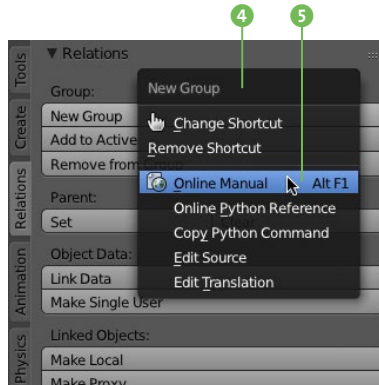 4 5
Tools
Create
Relations
Animation
Physics
▼ Relations
Group:
New Group
Add to Active
Remove from
Parent:
Set
Object Data:
Link Data
Make Single User
Linked Objects:
Make Local
Make Proxy
New Group
Change Shortcut
Remove Shortcut
Online Manual Alt F1
Online Python Reference
Copy Python Command
Edit Source
Edit Translation